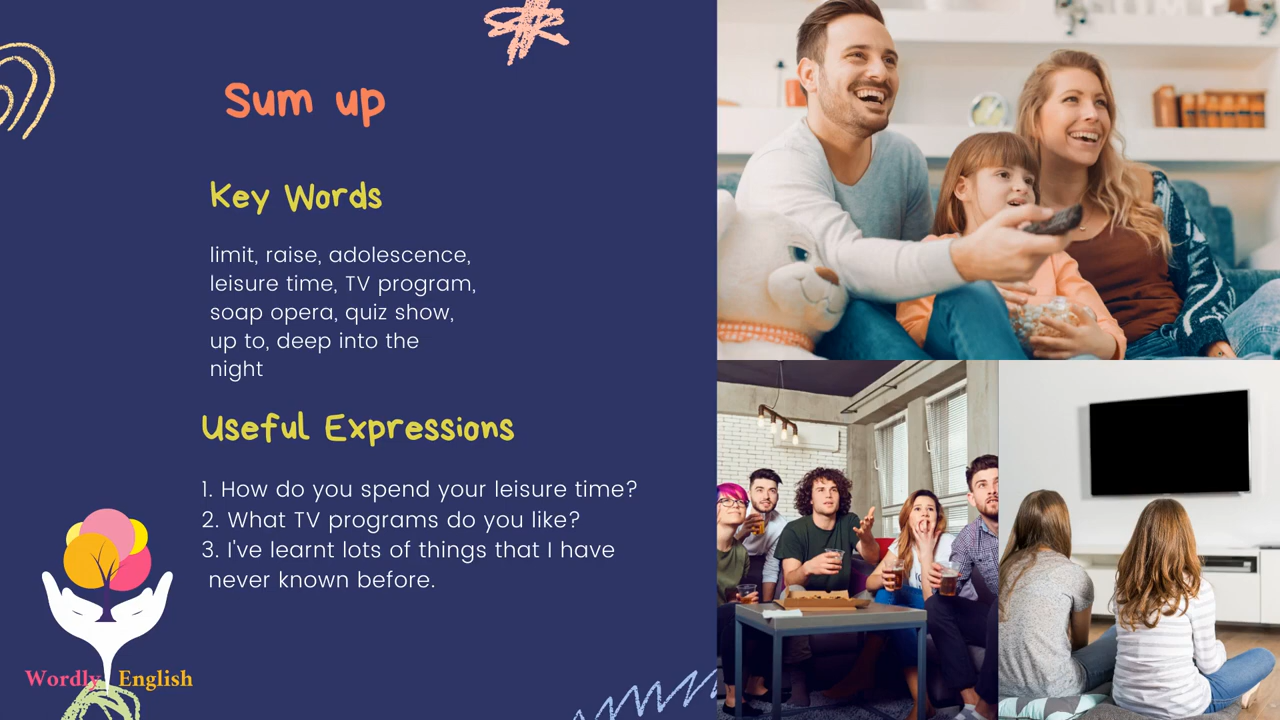 Sum up
Key Words
limit, raise, adolescence,
leisure time, TV program,
soap opera, quiz show,
up to, deep into the
night
Useful Expressions
1. How do you spend your leisure time?
2. What TV programs do you like?
3. I've learnt lots of things that I have
never known before.
Wordly English